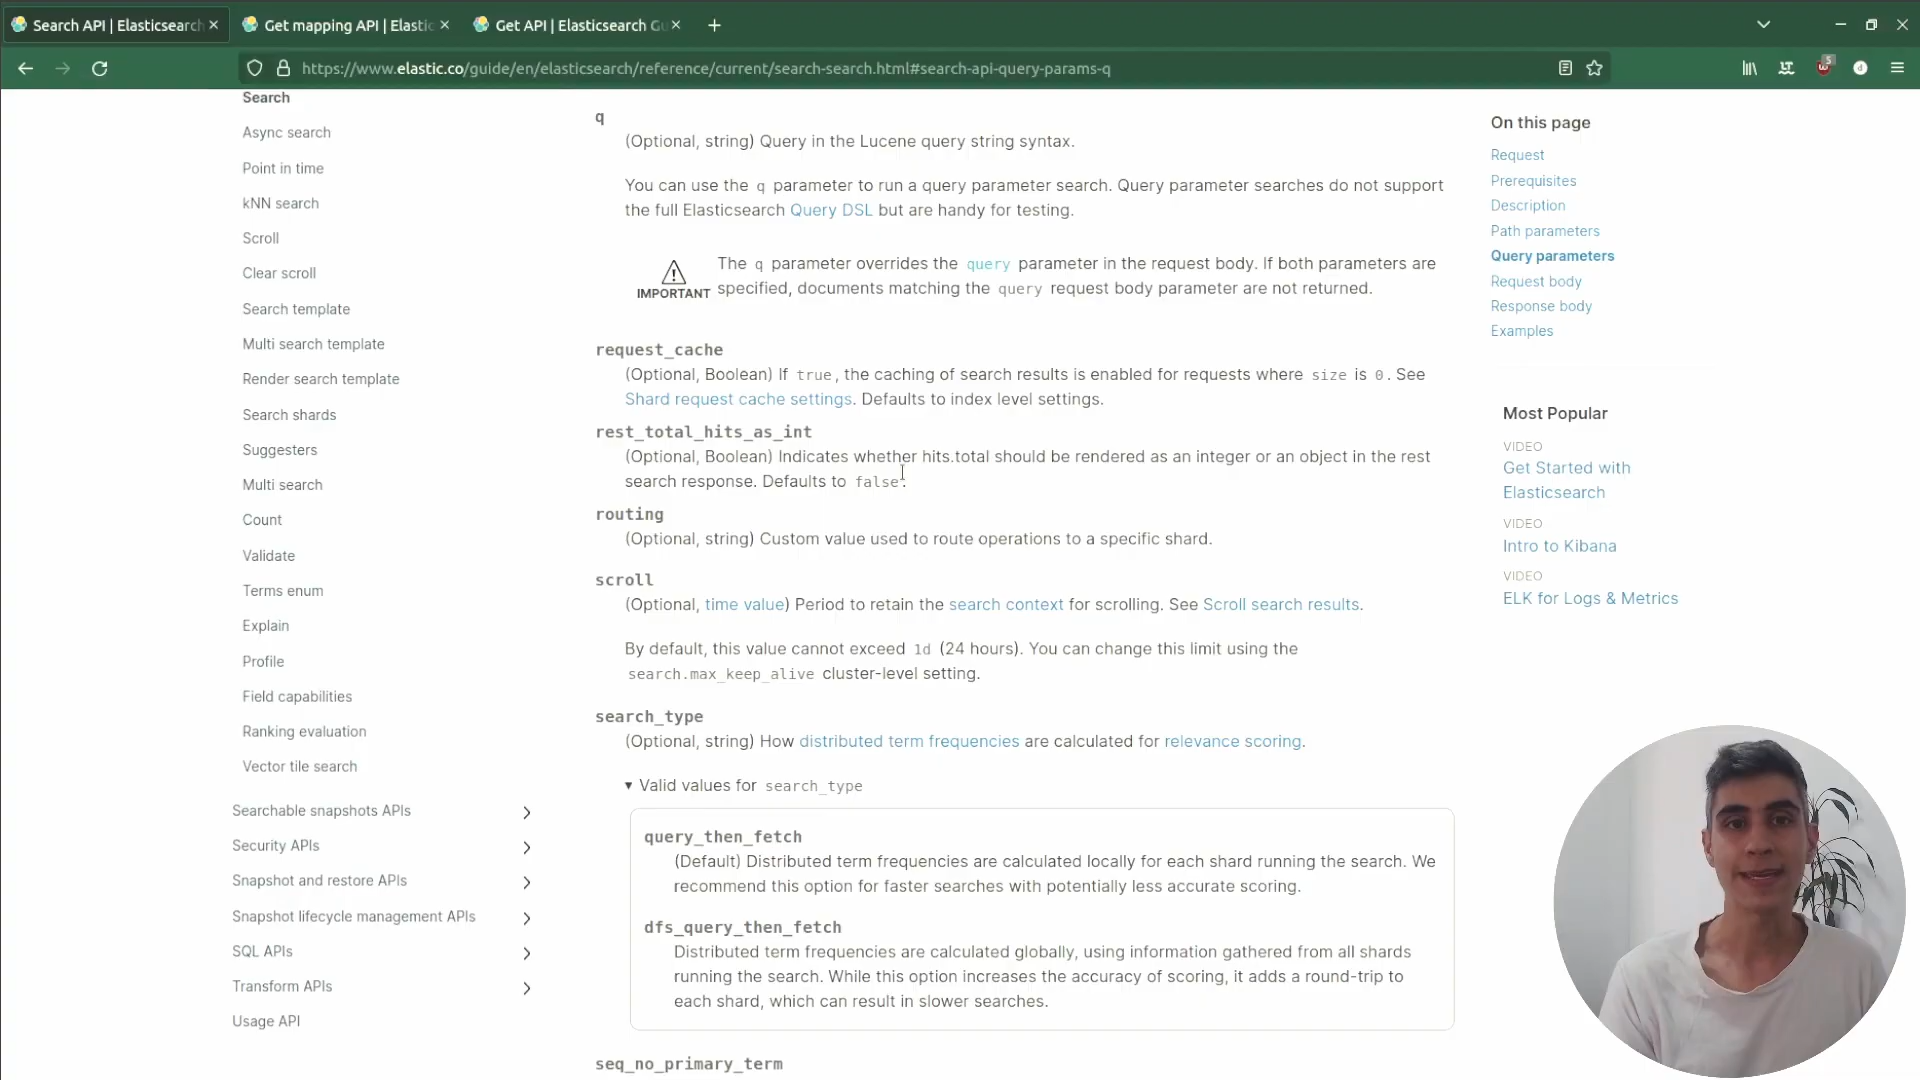 Search API | Elasticsearch
Get mapping API | Elastic
Get API | Elasticsearch Gu
https://www.elastic.co/guide/en/elasticsearch/reference/current/search-search.html#search-api-query-params-q
5
Search
Async search
Point in time
kNN search
Scroll
Clear scroll
Search template
Multi search template
Render search template
Search shards
Suggesters
Multi search
Count
Validate
Terms enum
Explain
Profile
Field capabilities
Ranking evaluation
Vector tile search
Searchable snapshots APIs
Security APIs
Snapshot and restore APIs
Snapshot lifecycle management APIs
SQL APIs
Transform APIs
Usage API
q
(Optional, string) Query in the Lucene query string syntax.
You can use the q parameter to run a query parameter search. Query parameter searches do not support
the full Elasticsearch Query DSL but are handy for testing.
IMPORTANT
The q parameter overrides the query parameter in the request body. If both parameters are
specified, documents matching the query request body parameter are not returned.
request_cache
(Optional, Boolean) If true, the caching of search results is enabled for requests where size is 0. See
Shard request cache settings. Defaults to index level settings.
rest_total_hits_as_int
(Optional, Boolean) Indicates whether hits.total should be rendered as an integer or an object in the rest
search response. Defaults to false.
routing
(Optional, string) Custom value used to route operations to a specific shard.
scroll
(Optional, time value) Period to retain the search context for scrolling. See Scroll search results.
By default, this value cannot exceed 1d (24 hours). You can change this limit using the
search.max_keep_alive cluster-level setting.
search_type
(Optional, string) How distributed term frequencies are calculated for relevance scoring.
Valid values for search_type
query_then_fetch
(Default) Distributed term frequencies are calculated locally for each shard running the search. We
recommend this option for faster searches with potentially less accurate scoring.
dfs_query_then_fetch
Distributed term frequencies are calculated globally, using information gathered from all shards
running the search. While this option increases the accuracy of scoring, it adds a round-trip to
each shard, which can result in slower searches.
seq_no_primary_term
On this page
Request
Prerequisites
Description
Path parameters
Query parameters
Request body
Response body
Examples
Most Popular
VIDEO
Get Started with
Elasticsearch
VIDEO
Intro to Kibana
VIDEO
ELK for Logs & Metrics